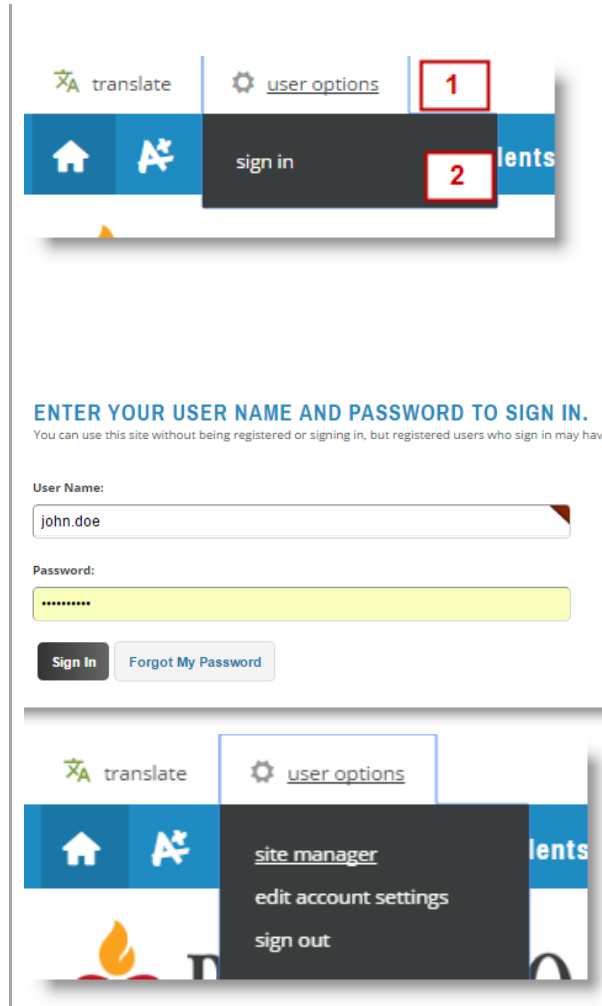 translate user options 1
sign in 2 lents
ENTER YOUR USER NAME AND PASSWORD TO SIGN IN.
You can use this site without being registered or signing in, but registered users who sign in may hav
User Name:
john.doe
Password:
••••••••••
Sign In Forgot My Password
translate user options
site manager lents
edit account settings
sign out